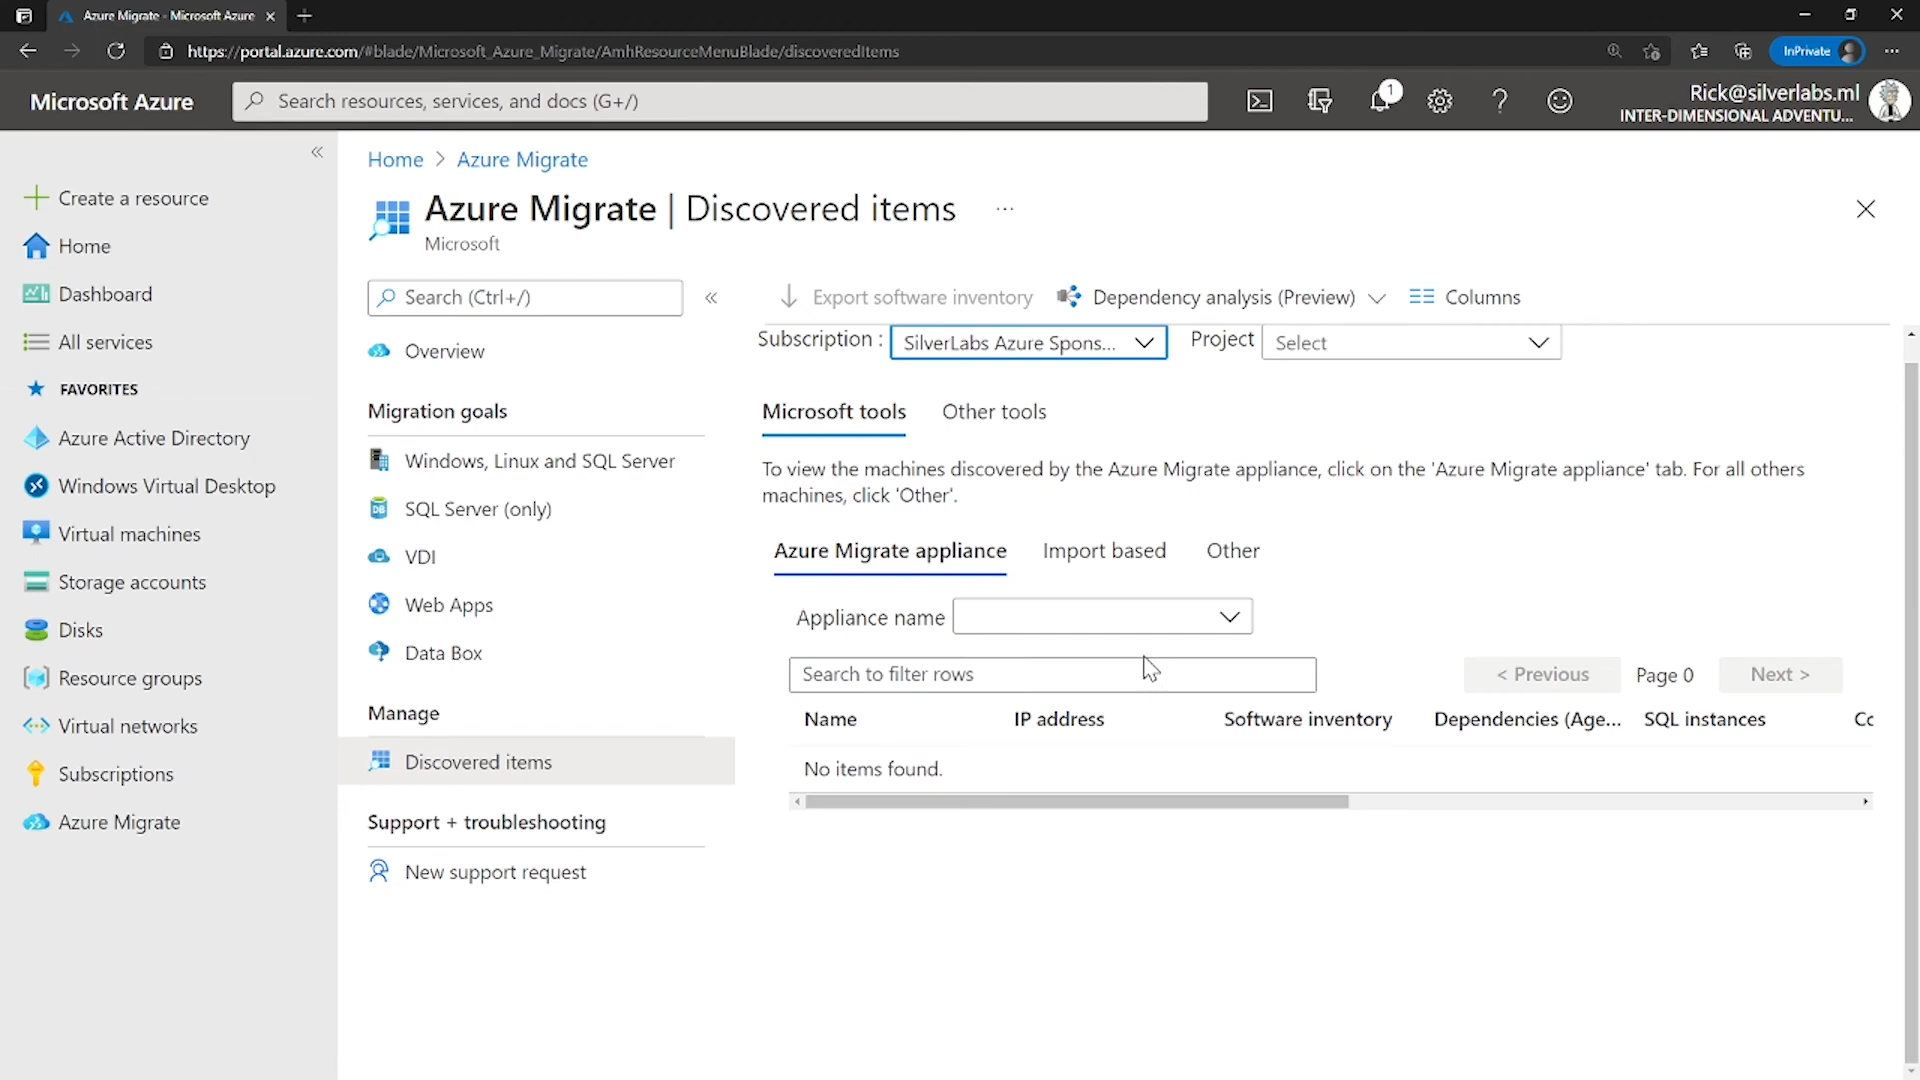 Azure Migrate - Microsoft Azure
https://portal.azure.com/#blade/Microsoft_Azure_Migrate/AmhResourceMenuBlade/discoveredItems
InPrivate
Microsoft Azure
Search resources, services, and docs (G+/)
1
Rick@silverlabs.ml
INTER-DIMENSIONAL ADVENTU...
Create a resource
Home
Dashboard
All services
FAVORITES
Azure Active Directory
Windows Virtual Desktop
Virtual machines
Storage accounts
Disks
Resource groups
Virtual networks
Subscriptions
Azure Migrate
Home > Azure Migrate
Azure Migrate | Discovered items ...
Microsoft
Search (Ctrl+/)
Overview
Migration goals
Windows, Linux and SQL Server
SQL Server (only)
VDI
Web Apps
Data Box
Manage
Discovered items
Support + troubleshooting
New support request
Export software inventory Dependency analysis (Preview) Columns
Subscription : SilverLabs Azure Spons... Project Select
Microsoft tools Other tools
To view the machines discovered by the Azure Migrate appliance, click on the 'Azure Migrate appliance' tab. For all others
machines, click 'Other'.
Azure Migrate appliance Import based Other
Appliance name
Search to filter rows < Previous Page 0 Next >
Name IP address Software inventory Dependencies (Age... SQL instances Cc
No items found.